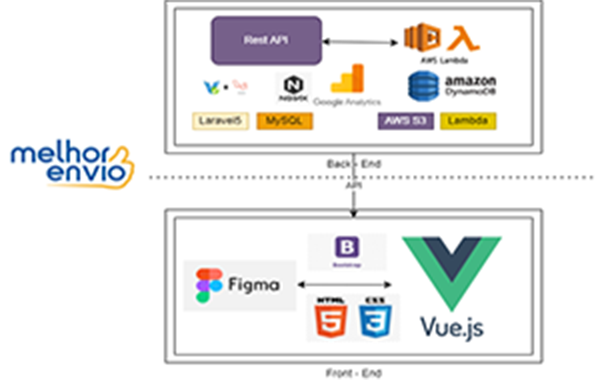 Rest API
AWS Lambda
Google Analytics
amazon
DynamoDB
Laravel5
MySQL
AWS S3
Lambda
Back - End
melhor
envio
API
Bootstrap
Figma
HTML
CSS
5
3
Vue.js
Front - End